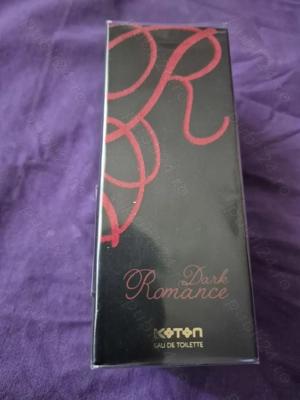 R
Dark
Romance
KOTON
EAU DE TOILETTE